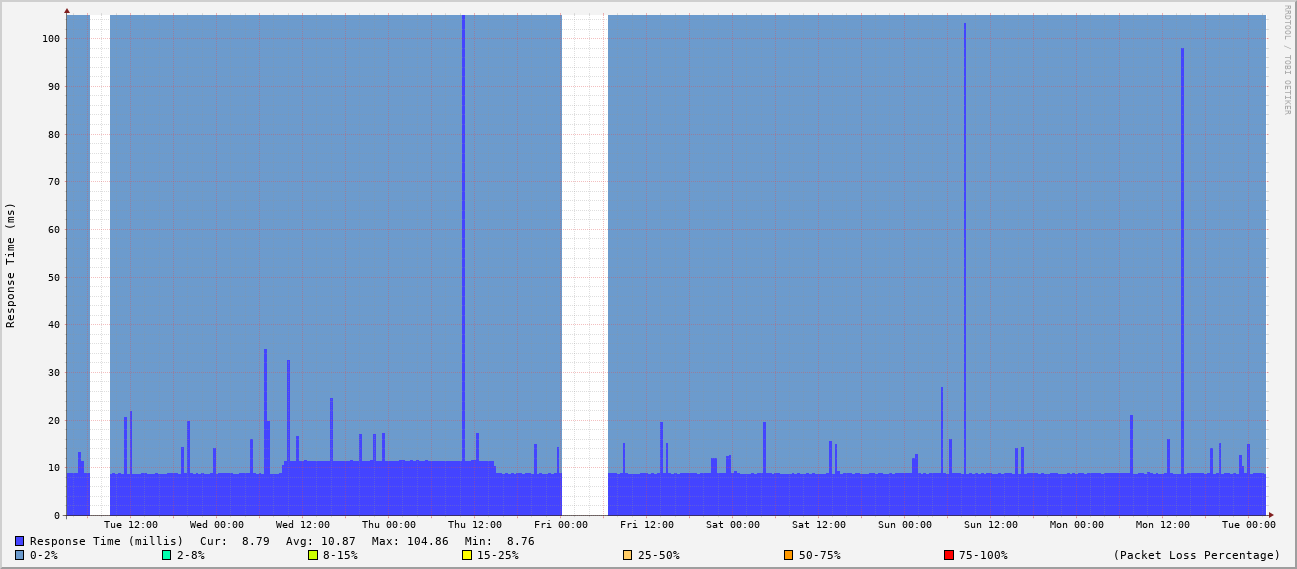 RRDTOOL / TOBI OETIKER
Response Time (ms)
100
90
80
70
60
50
40
30
20
10
0
Tue 12:00 Wed 00:00 Wed 12:00 Thu 00:00 Thu 12:00 Fri 00:00 Fri 12:00 Sat 00:00 Sat 12:00 Sun 00:00 Sun 12:00 Mon 00:00 Mon 12:00 Tue 00:00
Response Time (millis) Cur: 8.79 Avg: 10.87 Max: 104.86 Min: 8.76
0-2% 2-8% 8-15% 15-25% 25-50% 50-75% 75-100% (Packet Loss Percentage)